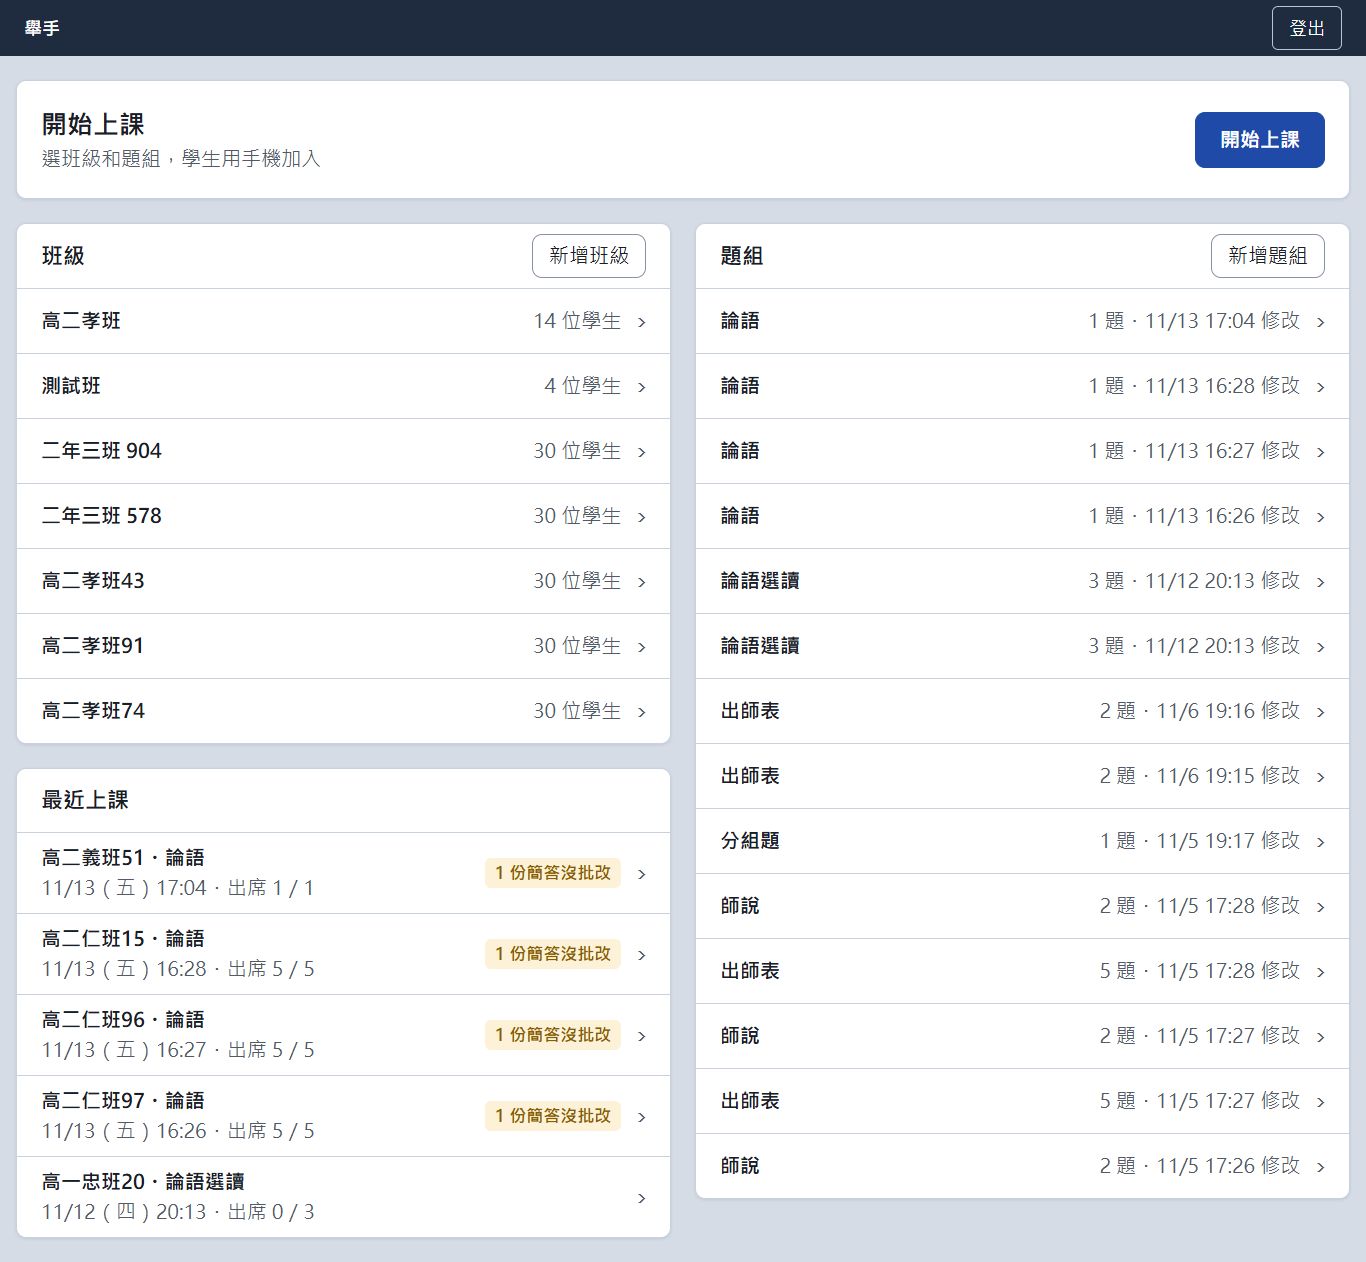 舉手
登出
開始上課
選班級和題組，學生用手機加入
開始上課
班級
新增班級
高二孝班
14 位學生
測試班
4 位學生
二年三班 904
30 位學生
二年三班 578
30 位學生
高二孝班43
30 位學生
高二孝班91
30 位學生
高二孝班74
30 位學生
最近上課
高二義班51 · 論語
11/13（五）17:04 · 出席 1 / 1
1 份簡答沒批改
高二仁班15 · 論語
11/13（五）16:28 · 出席 5 / 5
1 份簡答沒批改
高二仁班96 · 論語
11/13（五）16:27 · 出席 5 / 5
1 份簡答沒批改
高二仁班97 · 論語
11/13（五）16:26 · 出席 5 / 5
1 份簡答沒批改
高一忠班20 · 論語選讀
11/12（四）20:13 · 出席 0 / 3
題組
新增題組
論語
1 題 · 11/13 17:04 修改
論語
1 題 · 11/13 16:28 修改
論語
1 題 · 11/13 16:27 修改
論語
1 題 · 11/13 16:26 修改
論語選讀
3 題 · 11/12 20:13 修改
論語選讀
3 題 · 11/12 20:13 修改
出師表
2 題 · 11/6 19:16 修改
出師表
2 題 · 11/6 19:15 修改
分組題
1 題 · 11/5 19:17 修改
師說
2 題 · 11/5 17:28 修改
出師表
5 題 · 11/5 17:28 修改
師說
2 題 · 11/5 17:27 修改
出師表
5 題 · 11/5 17:27 修改
師說
2 題 · 11/5 17:26 修改